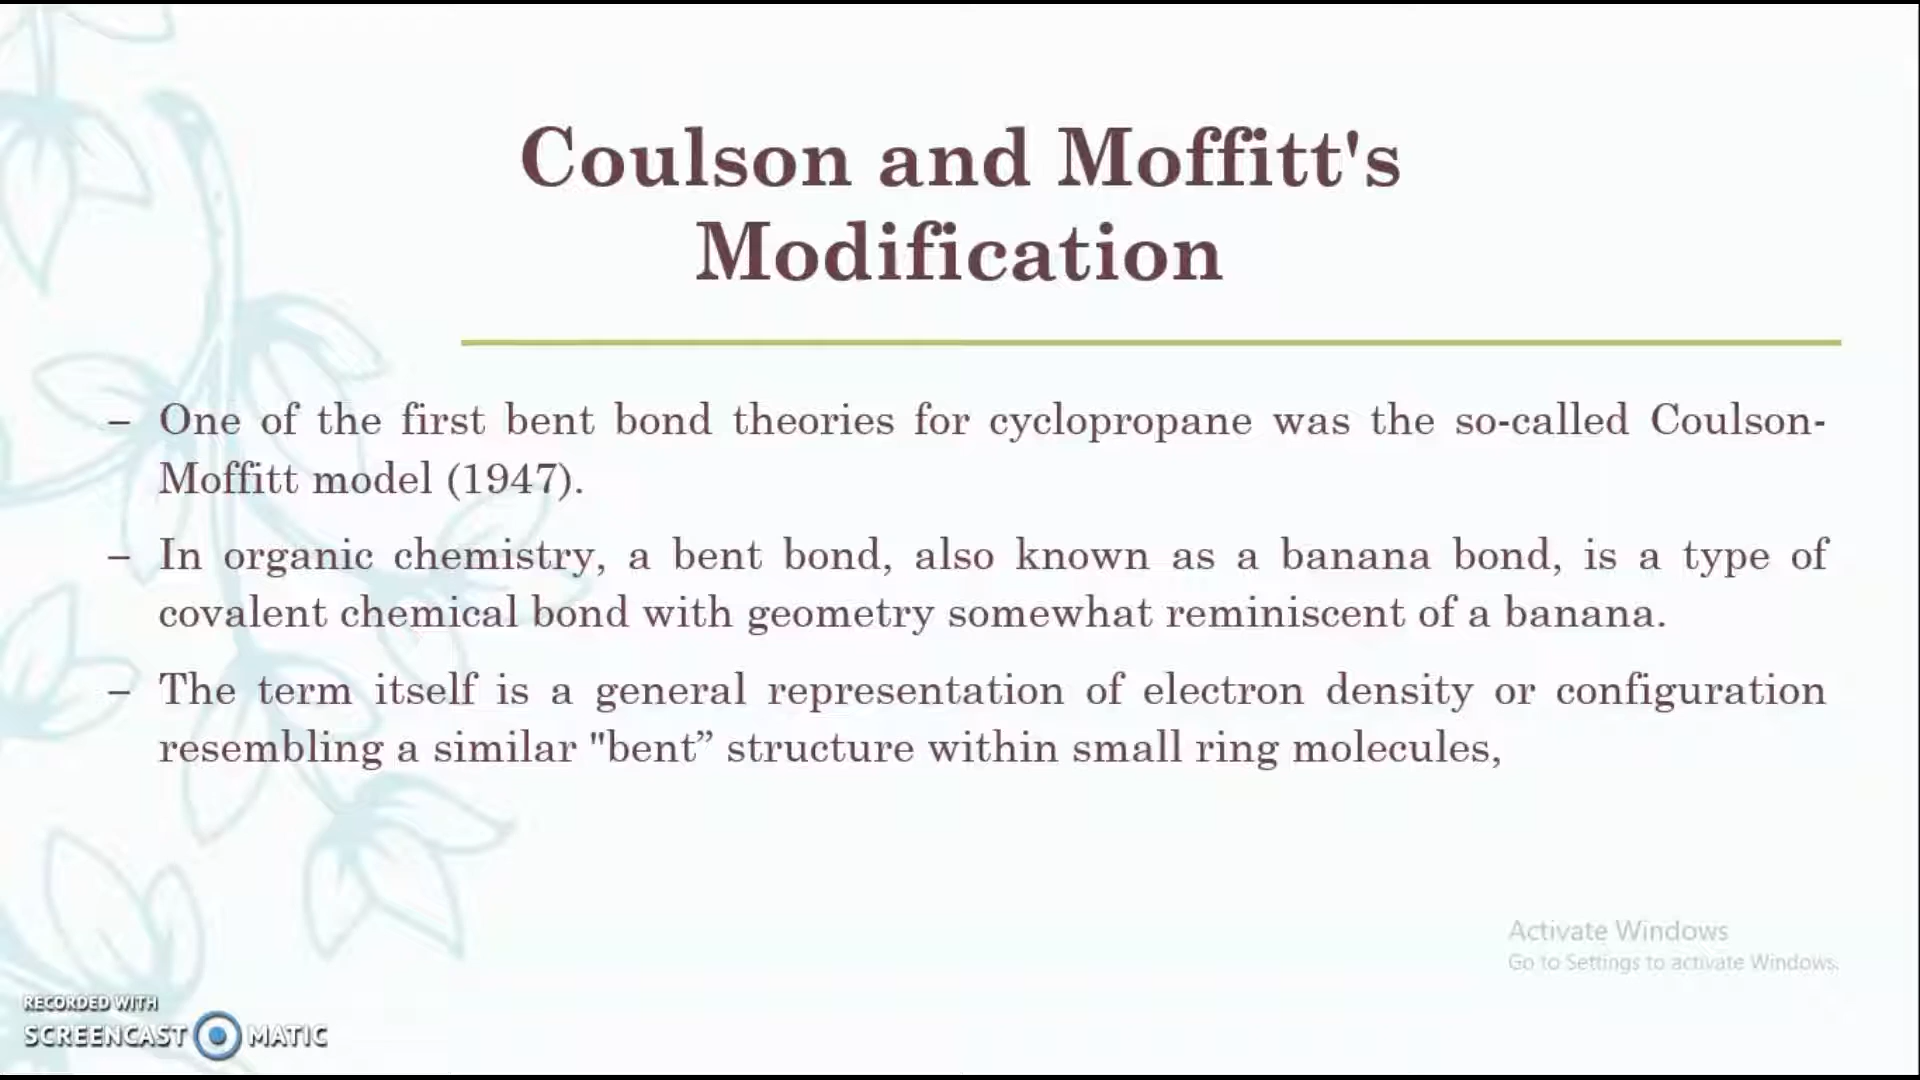 Coulson and Moffitt's
Modification
– One of the first bent bond theories for cyclopropane was the so-called Coulson-
Moffitt model (1947).
– In organic chemistry, a bent bond, also known as a banana bond, is a type of
covalent chemical bond with geometry somewhat reminiscent of a banana.
– The term itself is a general representation of electron density or configuration
resembling a similar "bent” structure within small ring molecules,
Activate Windows
Go to Settings to activate Windows.
RECORDED WITH
SCREENCAST MATIC